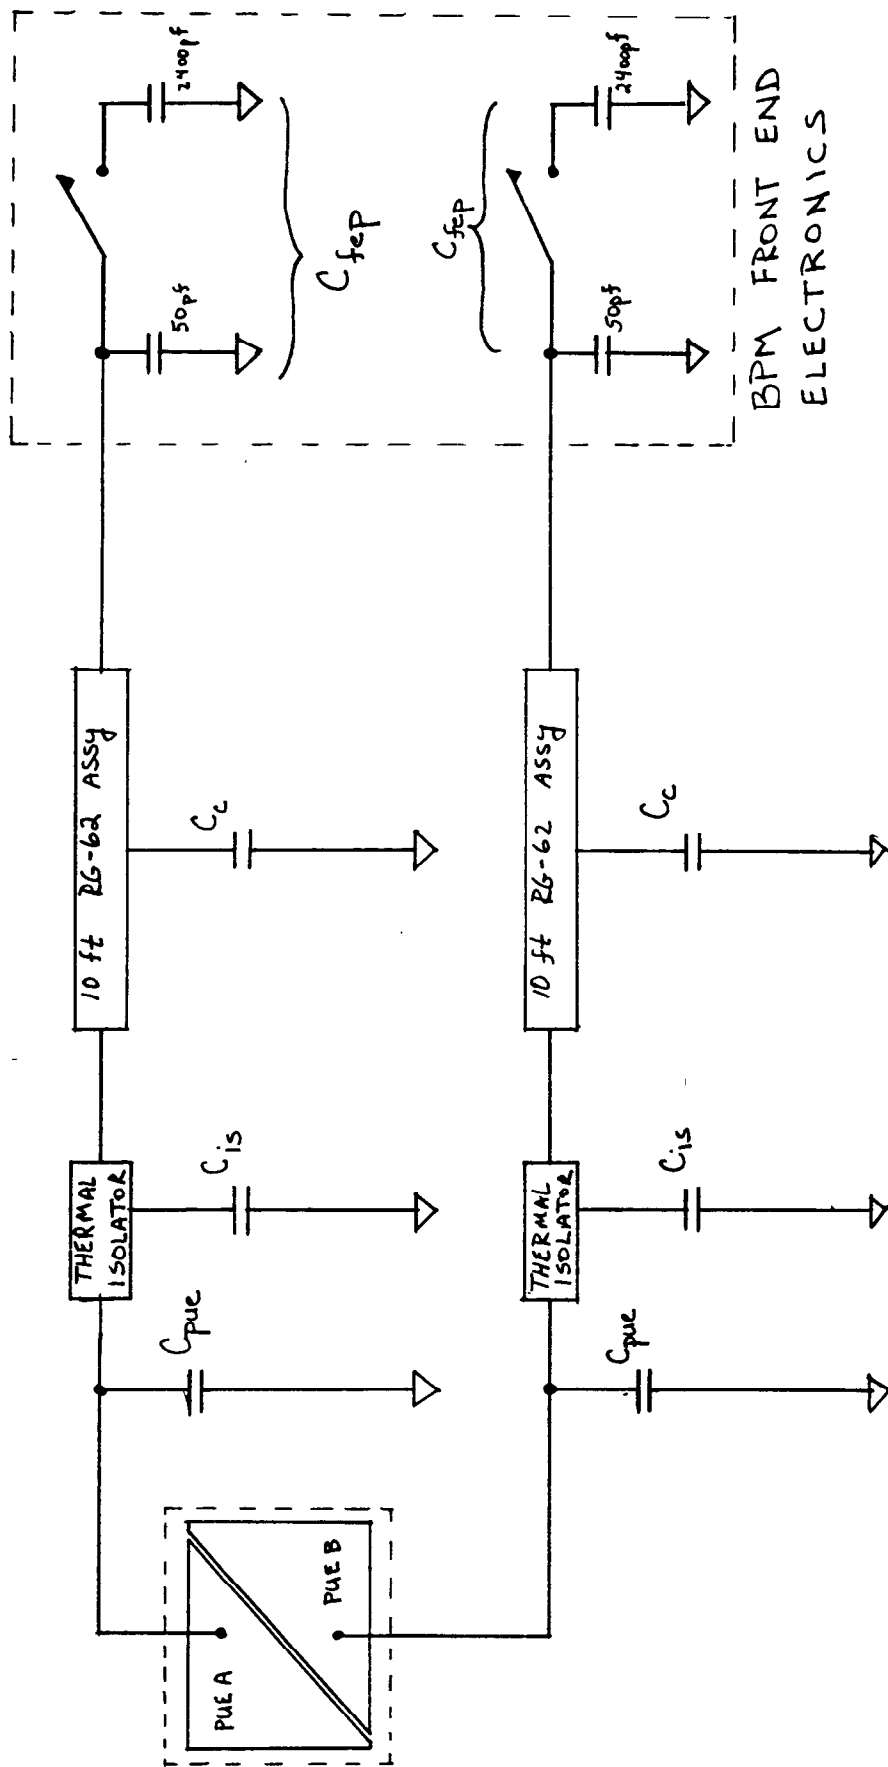 PUE A
PUE B
Cpue
THERMAL
ISOLATOR
Cis
10 ft RG-62 ASSY
Cc
50pf
2400pf
Cfep
Cpue
THERMAL
ISOLATOR
Cis
10 ft RG-62 ASSY
Cc
50pf
2400pf
Cfep
BPM FRONT END
ELECTRONICS